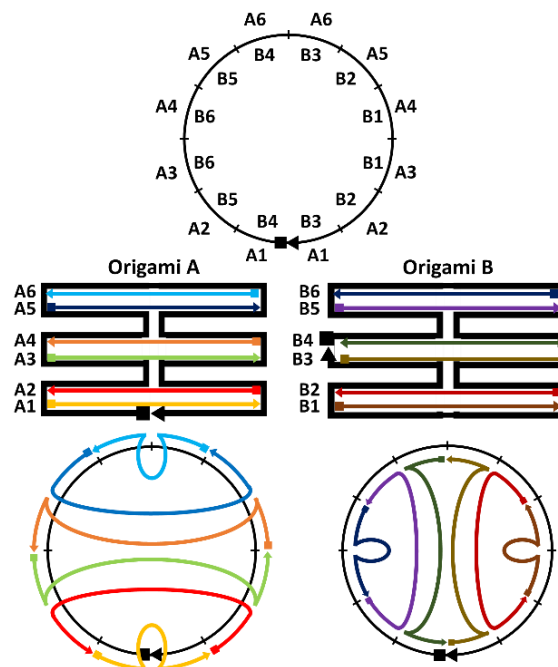 A6 A6
A5 B4 B3 A5
B5 B2
A4 B6 B1 A4
A3 B6 B1 A3
B5 B2
A2 B4 B3 A2
A1 A1
Origami A Origami B
A6 B6
A5 B5
A4 B4
A3 B3
A2 B2
A1 B1